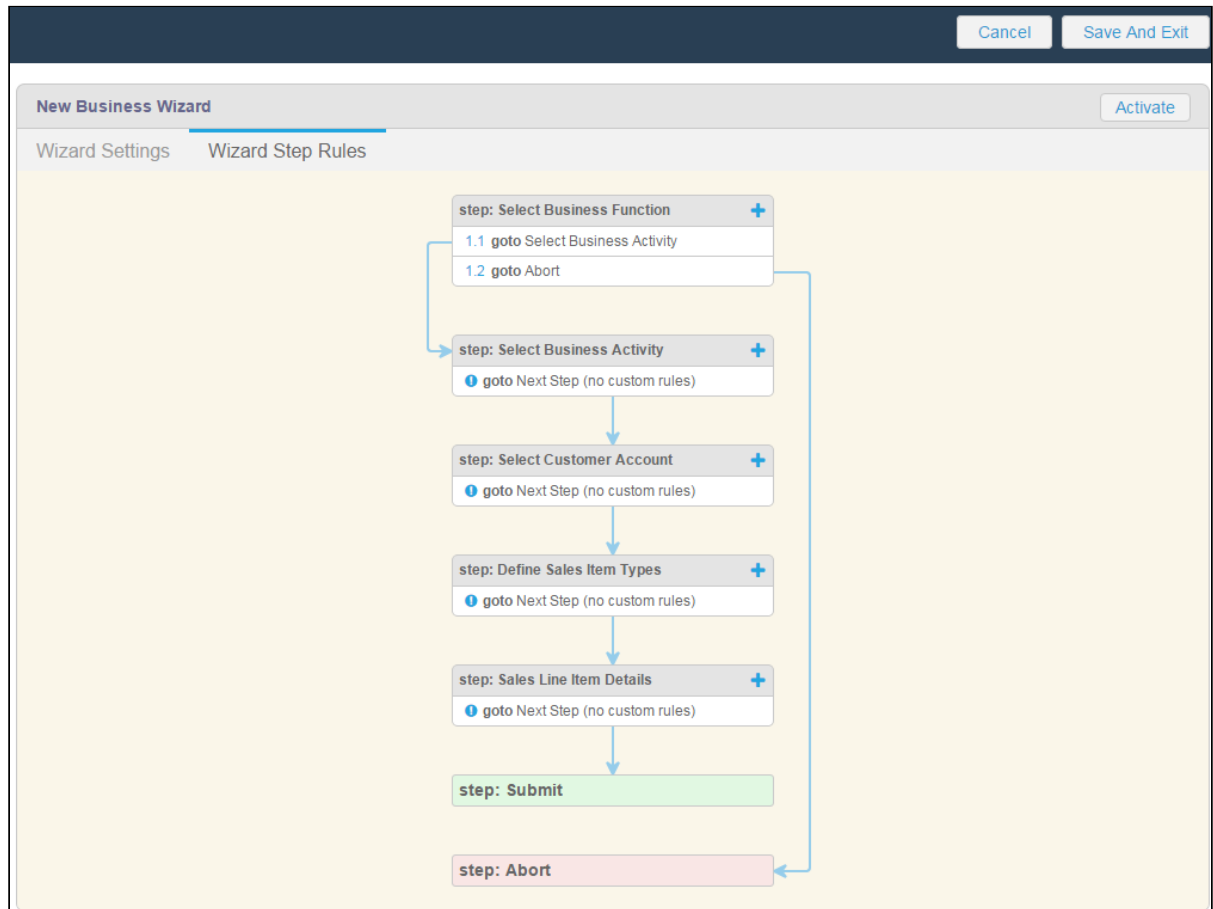 Cancel Save And Exit
New Business Wizard Activate
Wizard Settings Wizard Step Rules
step: Select Business Function
1.1 goto Select Business Activity
1.2 goto Abort
step: Select Business Activity
goto Next Step (no custom rules)
step: Select Customer Account
goto Next Step (no custom rules)
step: Define Sales Item Types
goto Next Step (no custom rules)
step: Sales Line Item Details
goto Next Step (no custom rules)
step: Submit
step: Abort